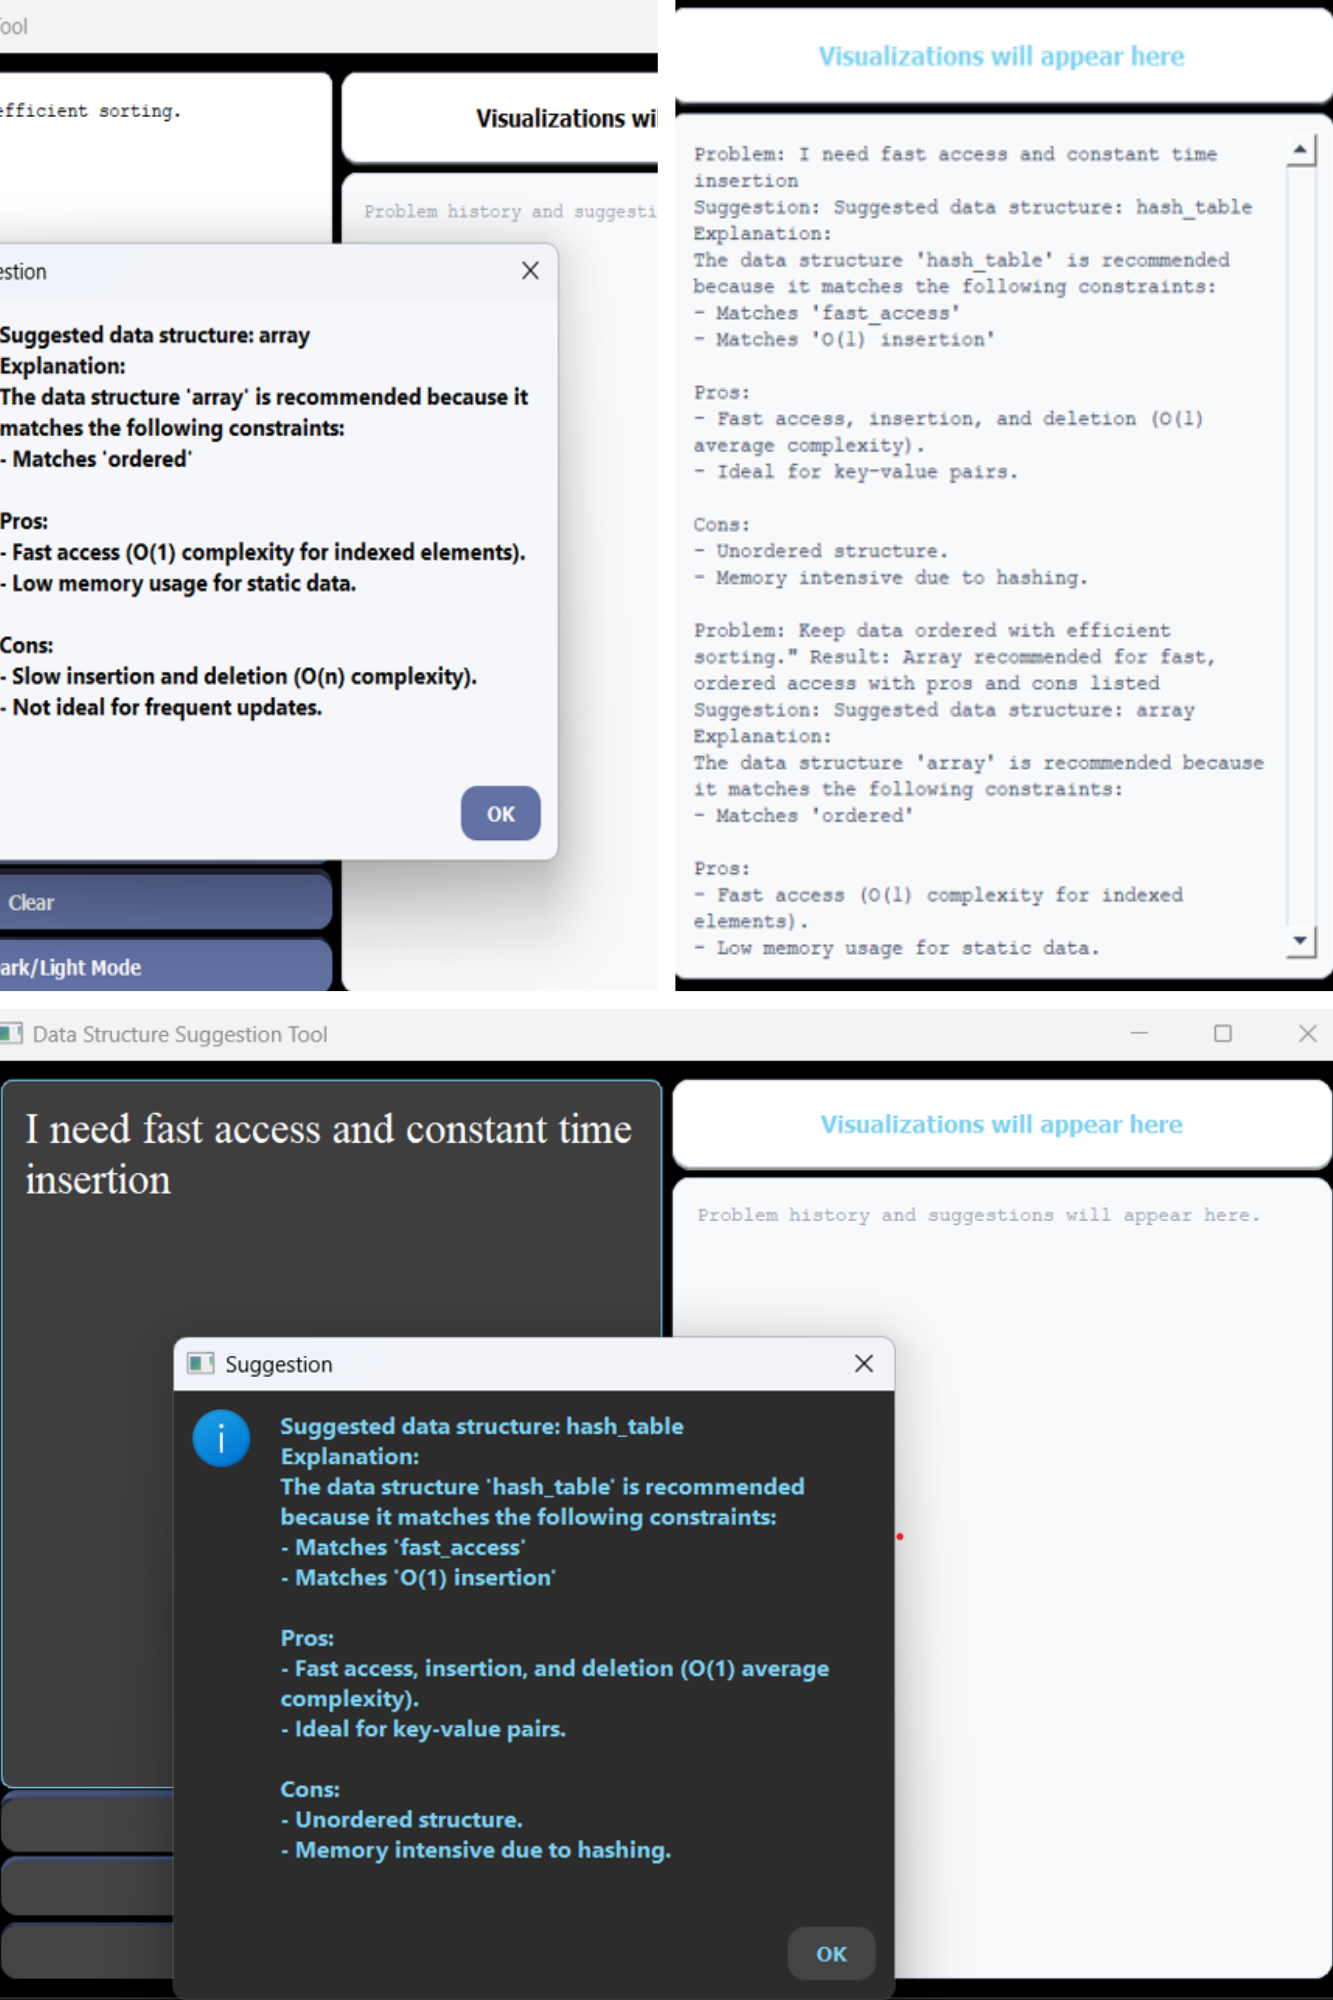 ool
efficient sorting.
Visualizations wi
Problem history and suggesti
estion
Suggested data structure: array
Explanation:
The data structure 'array' is recommended because it
matches the following constraints:
- Matches 'ordered'
Pros:
- Fast access (O(1) complexity for indexed elements).
- Low memory usage for static data.
Cons:
- Slow insertion and deletion (O(n) complexity).
- Not ideal for frequent updates.
OK
Clear
ark/Light Mode
Visualizations will appear here
Problem: I need fast access and constant time
insertion
Suggestion: Suggested data structure: hash_table
Explanation:
The data structure 'hash_table' is recommended
because it matches the following constraints:
- Matches 'fast_access'
- Matches 'O(1) insertion'
Pros:
- Fast access, insertion, and deletion (O(1)
average complexity).
- Ideal for key-value pairs.
Cons:
- Unordered structure.
- Memory intensive due to hashing.
Problem: Keep data ordered with efficient
sorting." Result: Array recommended for fast,
ordered access with pros and cons listed
Suggestion: Suggested data structure: array
Explanation:
The data structure 'array' is recommended because
it matches the following constraints:
- Matches 'ordered'
Pros:
- Fast access (O(1) complexity for indexed
elements).
- Low memory usage for static data.
Data Structure Suggestion Tool
I need fast access and constant time
insertion
Visualizations will appear here
Problem history and suggestions will appear here.
Suggestion
Suggested data structure: hash_table
Explanation:
The data structure 'hash_table' is recommended
because it matches the following constraints:
- Matches 'fast_access'
- Matches 'O(1) insertion'
Pros:
- Fast access, insertion, and deletion (O(1) average
complexity).
- Ideal for key-value pairs.
Cons:
- Unordered structure.
- Memory intensive due to hashing.
OK